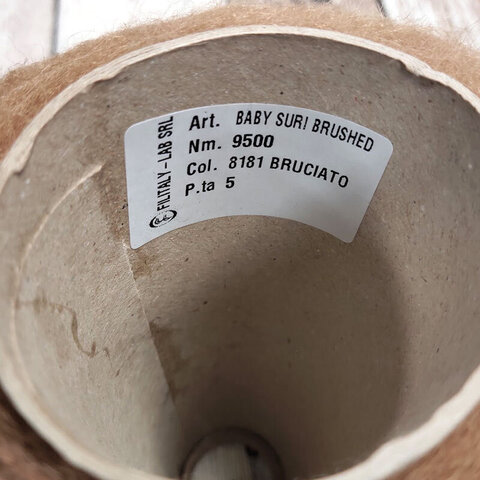 FILITALY-LAB SRL
Art. BABY SURI BRUSHED
Nm. 9500
Col. 8181 BRUCIATO
P.ta 5